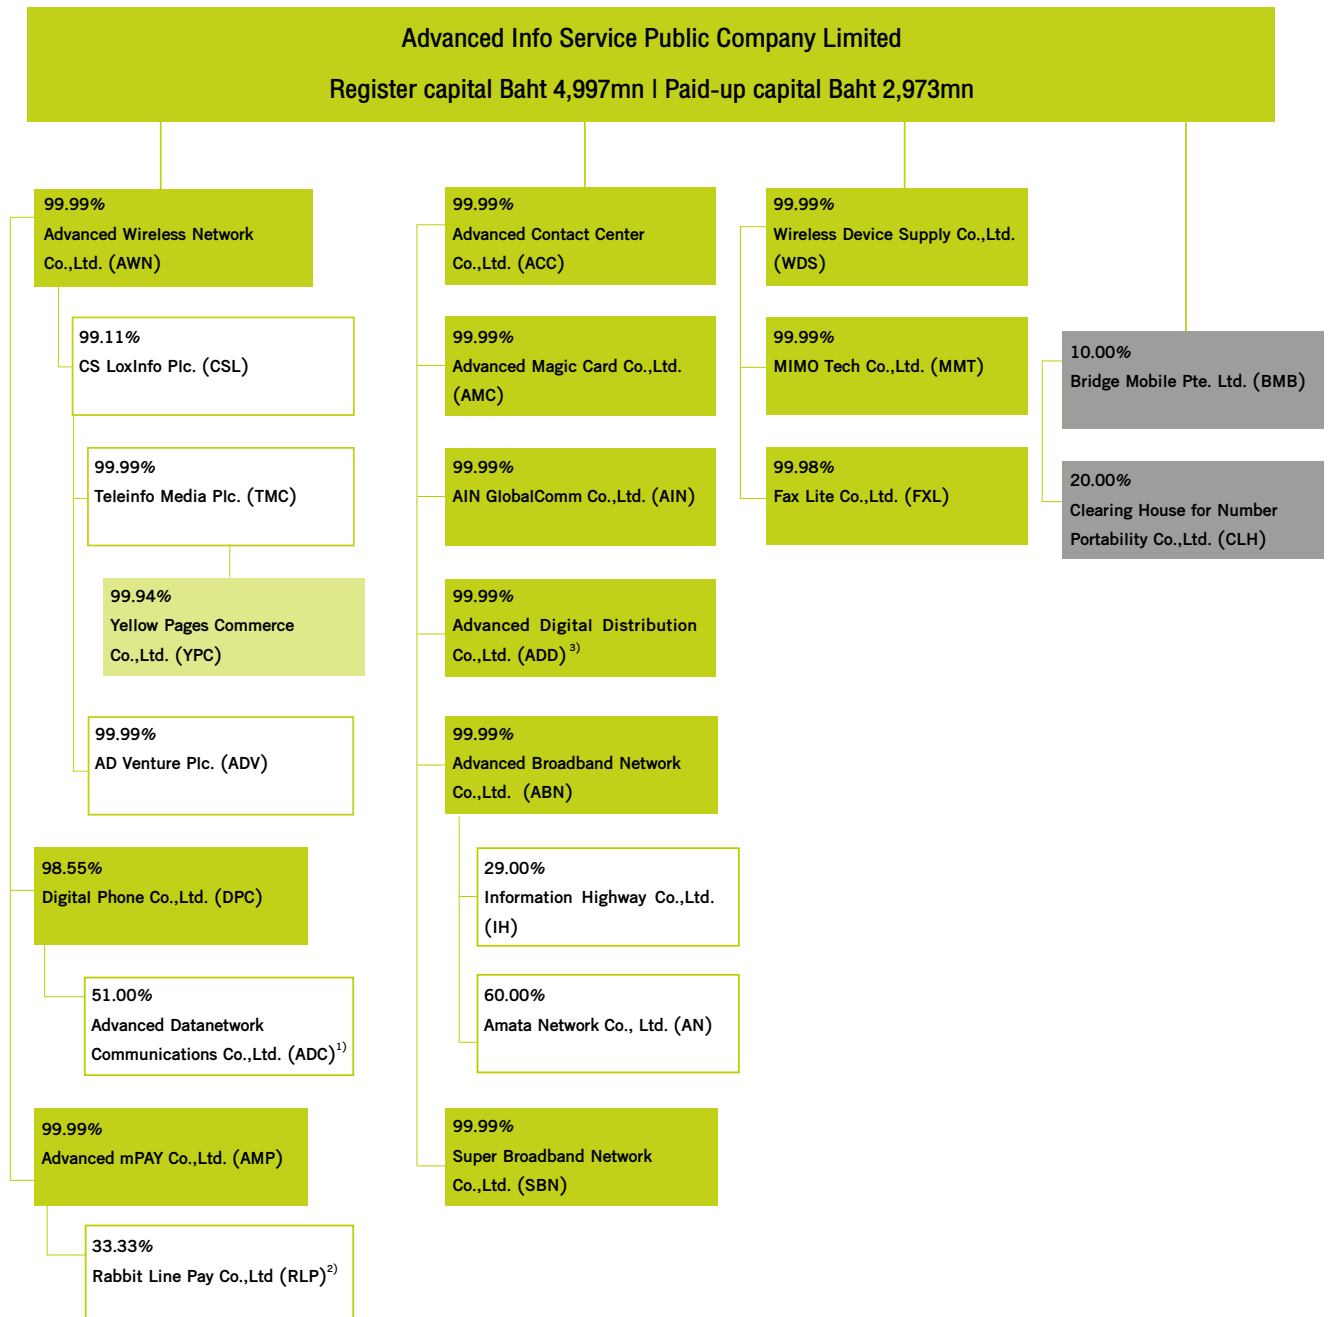 Advanced Info Service Public Company Limited
Register capital Baht 4,997mn | Paid-up capital Baht 2,973mn
99.99%
Advanced Wireless Network
Co.,Ltd. (AWN)
99.11%
CS LoxInfo Plc. (CSL)
99.99%
Teleinfo Media Plc. (TMC)
99.94%
Yellow Pages Commerce
Co.,Ltd. (YPC)
99.99%
AD Venture Plc. (ADV)
98.55%
Digital Phone Co.,Ltd. (DPC)
51.00%
Advanced Datanetwork
Communications Co.,Ltd. (ADC) 1)
99.99%
Advanced mPAY Co.,Ltd. (AMP)
33.33%
Rabbit Line Pay Co.,Ltd (RLP) 2)
99.99%
Advanced Contact Center
Co.,Ltd. (ACC)
99.99%
Advanced Magic Card Co.,Ltd.
(AMC)
99.99%
AIN GlobalComm Co.,Ltd. (AIN)
99.99%
Advanced Digital Distribution
Co.,Ltd. (ADD) 3)
99.99%
Advanced Broadband Network
Co.,Ltd. (ABN)
29.00%
Information Highway Co.,Ltd.
(IH)
60.00%
Amata Network Co., Ltd. (AN)
99.99%
Super Broadband Network
Co.,Ltd. (SBN)
99.99%
Wireless Device Supply Co.,Ltd.
(WDS)
99.99%
MIMO Tech Co.,Ltd. (MMT)
99.98%
Fax Lite Co.,Ltd. (FXL)
10.00%
Bridge Mobile Pte. Ltd. (BMB)
20.00%
Clearing House for Number
Portability Co.,Ltd. (CLH)